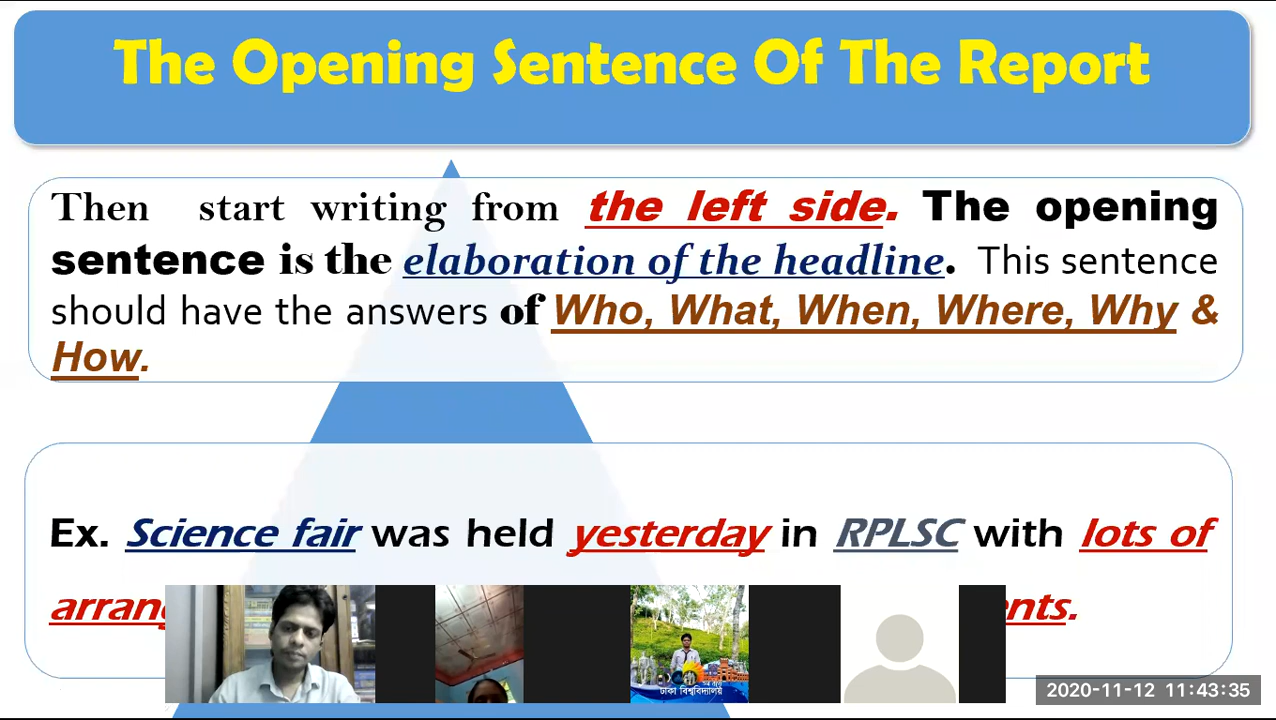 The Opening Sentence Of The Report
Then start writing from the left side. The opening
sentence is the elaboration of the headline. This sentence
should have the answers of Who, What, When, Where, Why &
How.
Ex. Science fair was held yesterday in RPLSC with lots of
ঢাকা বিশ্ববিদ্যালয়
2020-11-12 11:43:35